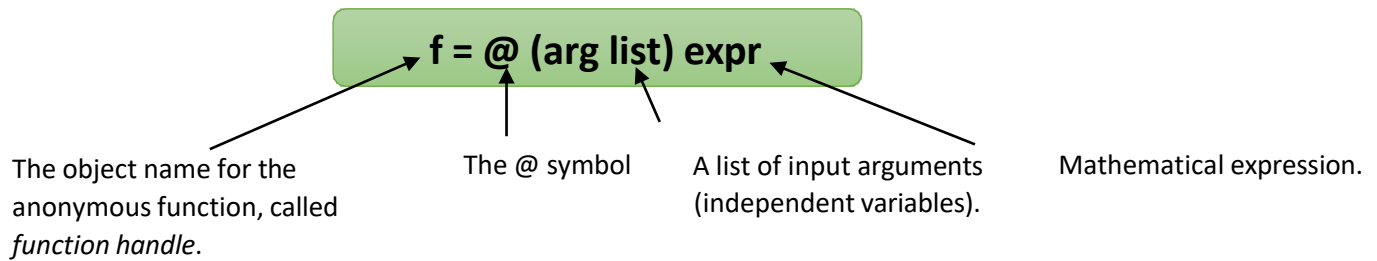 f = @ (arg list) expr
The object name for the
anonymous function, called
function handle.
The @ symbol
A list of input arguments
(independent variables).
Mathematical expression.